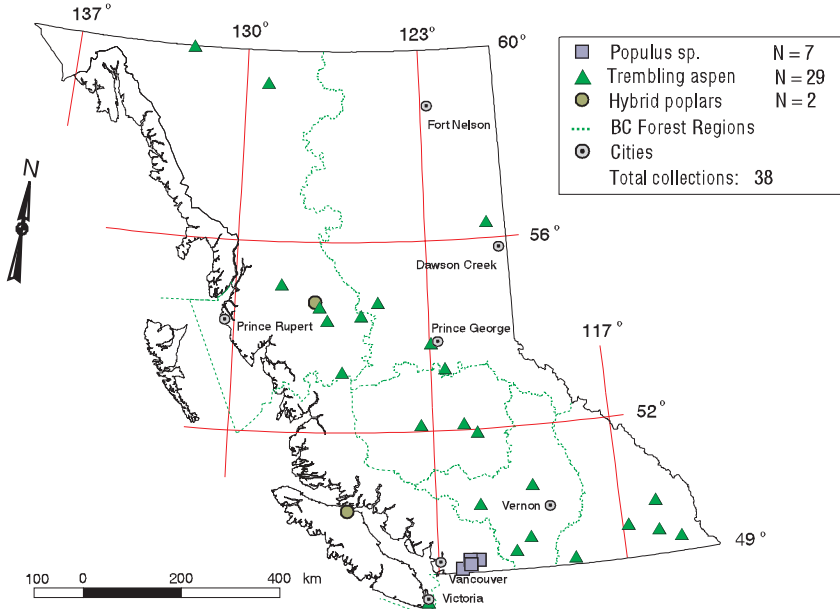 137°
130°
123°
60°
Populus sp. N = 7
Trembling aspen N = 29
Hybrid poplars N = 2
BC Forest Regions
Cities
Total collections: 38
Fort Nelson
N
56°
Dawson Creek
Prince Rupert
Prince George
117°
52°
Vernon
49°
Vancouver
Victoria
100 0 200 400 km